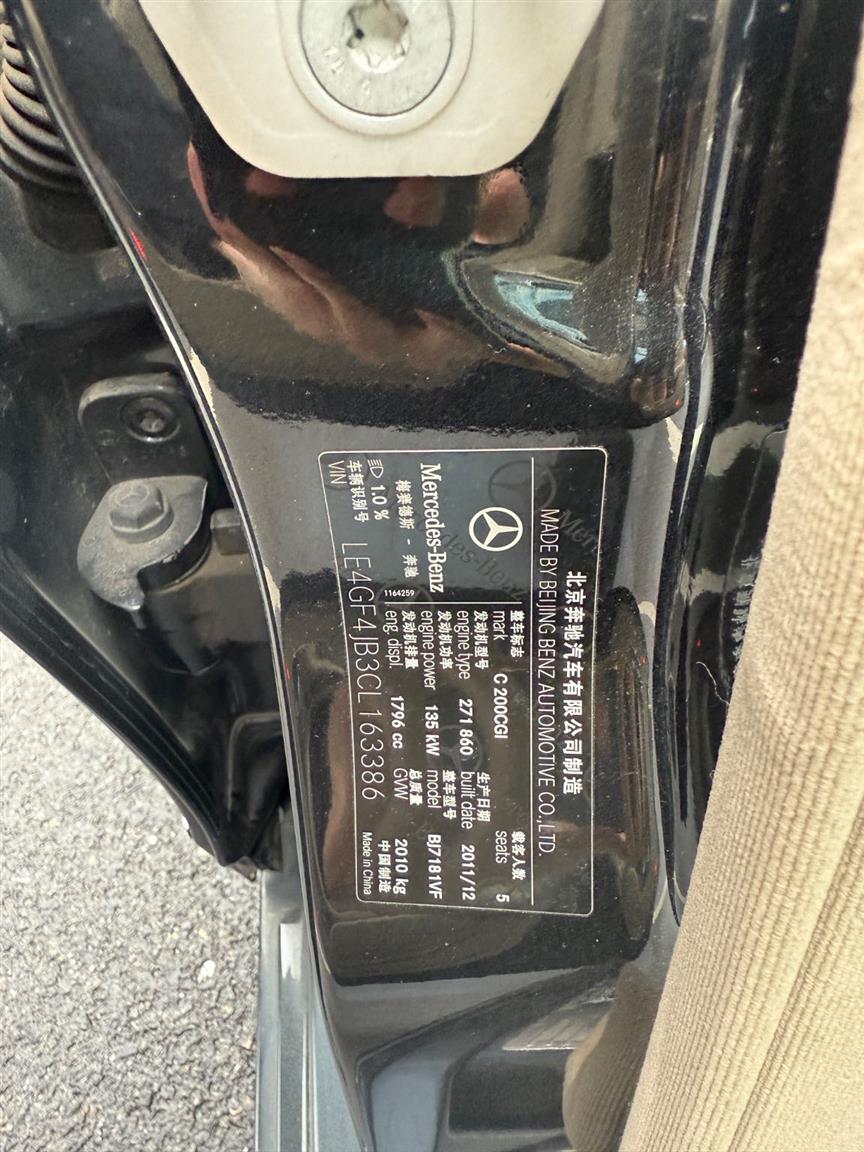 北京奔驰汽车有限公司制造
MADE BY BEIJING BENZ AUTOMOTIVE CO.,LTD.
整车标志 载客人数
mark C 200CGI seats 5
发动机型号 生产日期
engine type 271 860 built date 2011/12
Mercedes-Benz 发动机功率 整车型号
engine power 135 kW model BJ7181VF
梅赛德斯 - 奔驰 发动机排量 总质量
1164259 eng. displ. 1796 cc GVW 2010 kg
1.0 % 中国制造
车辆识别号 Made in China
VIN LE4GF4JB3CL163386